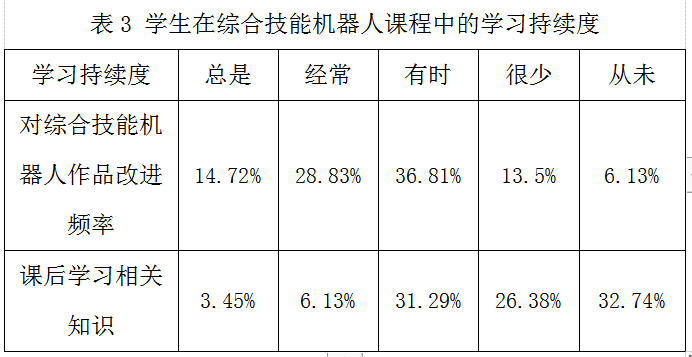 表3 学生在综合技能机器人课程中的学习持续度
学习持续度 总是 经常 有时 很少 从未
对综合技能机
器人作品改进 14.72% 28.83% 36.81% 13.5% 6.13%
频率
课后学习相关
知识 3.45% 6.13% 31.29% 26.38% 32.74%